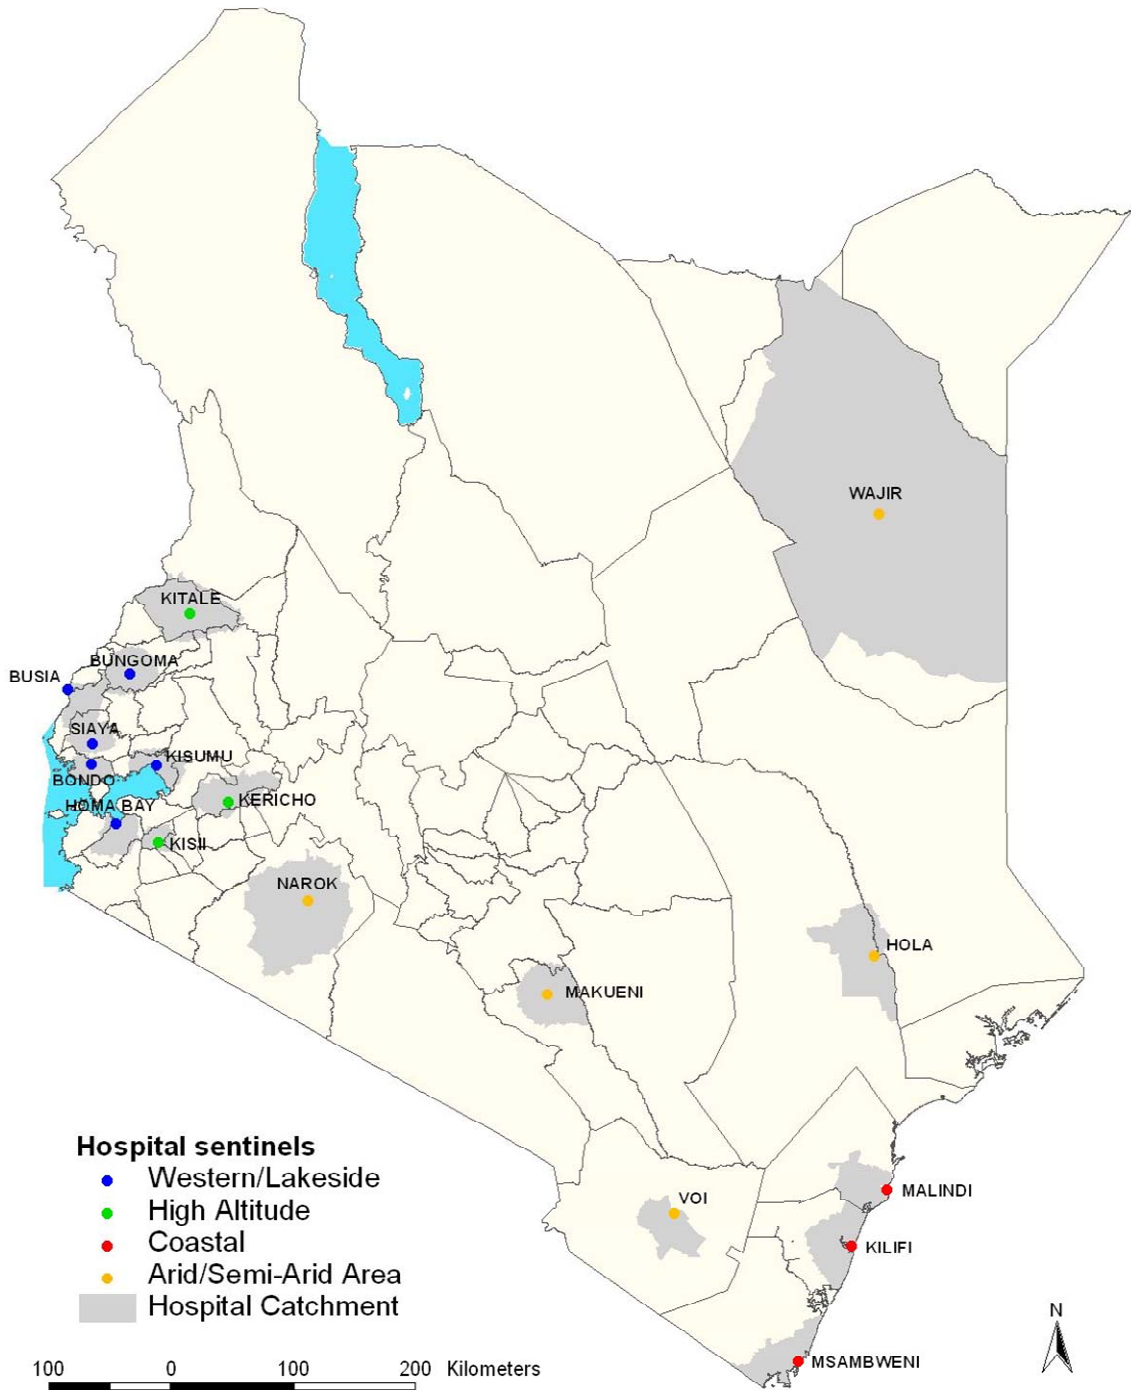 WAJIR
KITALE
BUNGOMA
BUSIA
SIAYA
KISUMU
BONDO
HOMA BAY
KERICHO
KISII
NAROK
HOLA
MAKUENI
VOI
MALINDI
KILIFI
MSAMBWENI
Hospital sentinels
Western/Lakeside
High Altitude
Coastal
Arid/Semi-Arid Area
Hospital Catchment
N
100 0 100 200 Kilometers